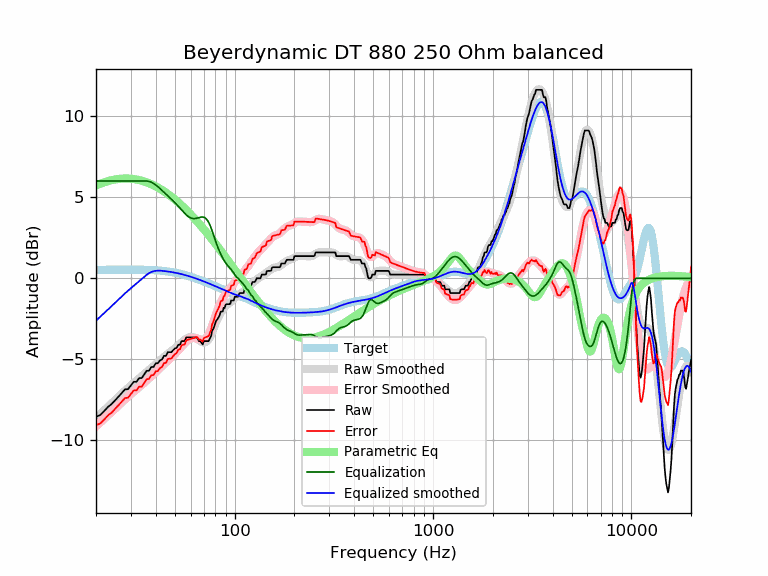 Beyerdynamic DT 880 250 Ohm balanced
Amplitude (dBr)
10
5
0
−5
−10
Target
Raw Smoothed
Error Smoothed
Raw
Error
Parametric Eq
Equalization
Equalized smoothed
100
1000
10000
Frequency (Hz)